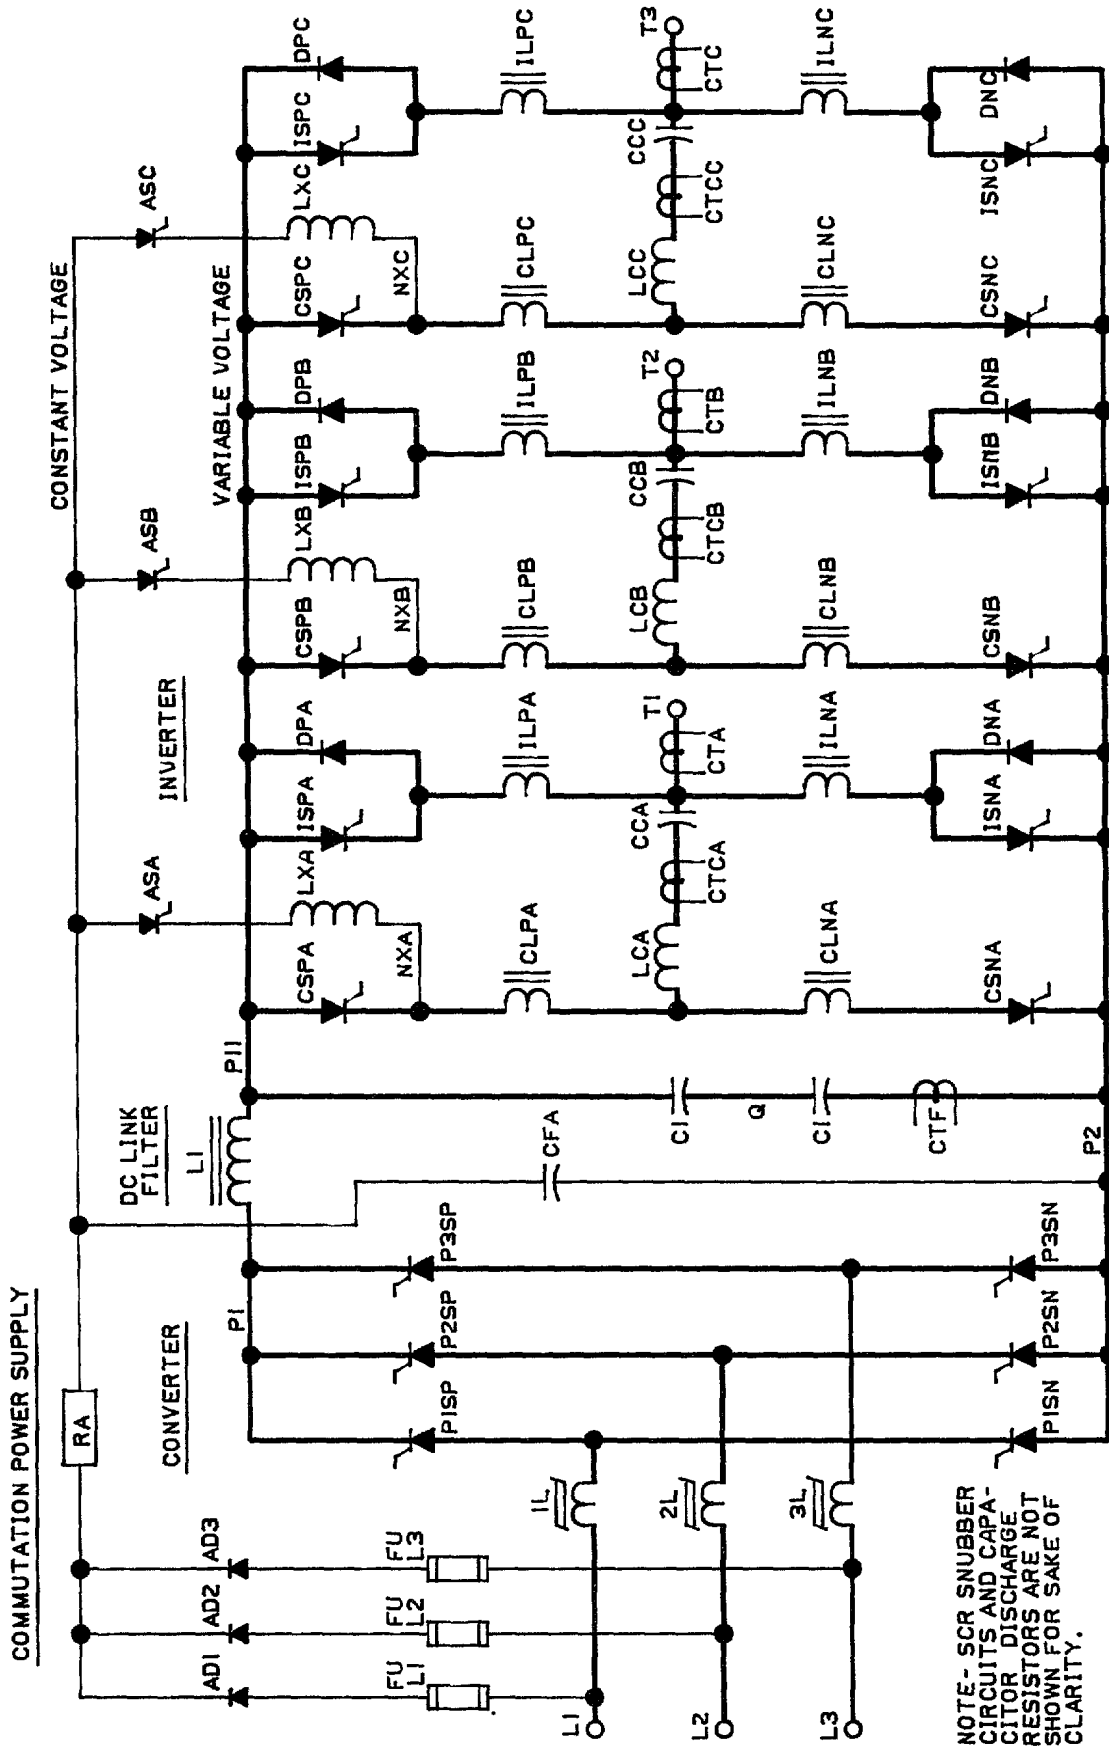 COMMUTATION POWER SUPPLY
RA
AD1
AD2
AD3
FU
L1
FU
L2
FU
L3
L1
L2
L3
1L
2L
3L
CONVERTER
P1
P1SP
P2SP
P3SP
P1SN
P2SN
P3SN
DC LINK
FILTER
L1
CFA
P11
C1
Q
C1
CTF
P2
CONSTANT VOLTAGE
VARIABLE VOLTAGE
INVERTER
ASA
CSPA
LXA
ISPA
DPA
NXA
CLPA
ILPA
LCA
CTCA
CCA
CTA
T1
CLNA
ILNA
CSNA
ISNA
DNA
ASB
CSPB
LXB
ISPB
DPB
NXB
CLPB
ILPB
LCB
CTCB
CCB
CTB
T2
CLNB
ILNB
CSNB
ISNB
DNB
ASC
CSPC
LXC
ISPC
DPC
NXC
CLPC
ILPC
LCC
CTCC
CCC
CTC
T3
CLNC
ILNC
CSNC
ISNC
DNC
NOTE- SCR SNUBBER
CIRCUITS AND CAPA-
CITOR DISCHARGE
RESISTORS ARE NOT
SHOWN FOR SAKE OF
CLARITY.